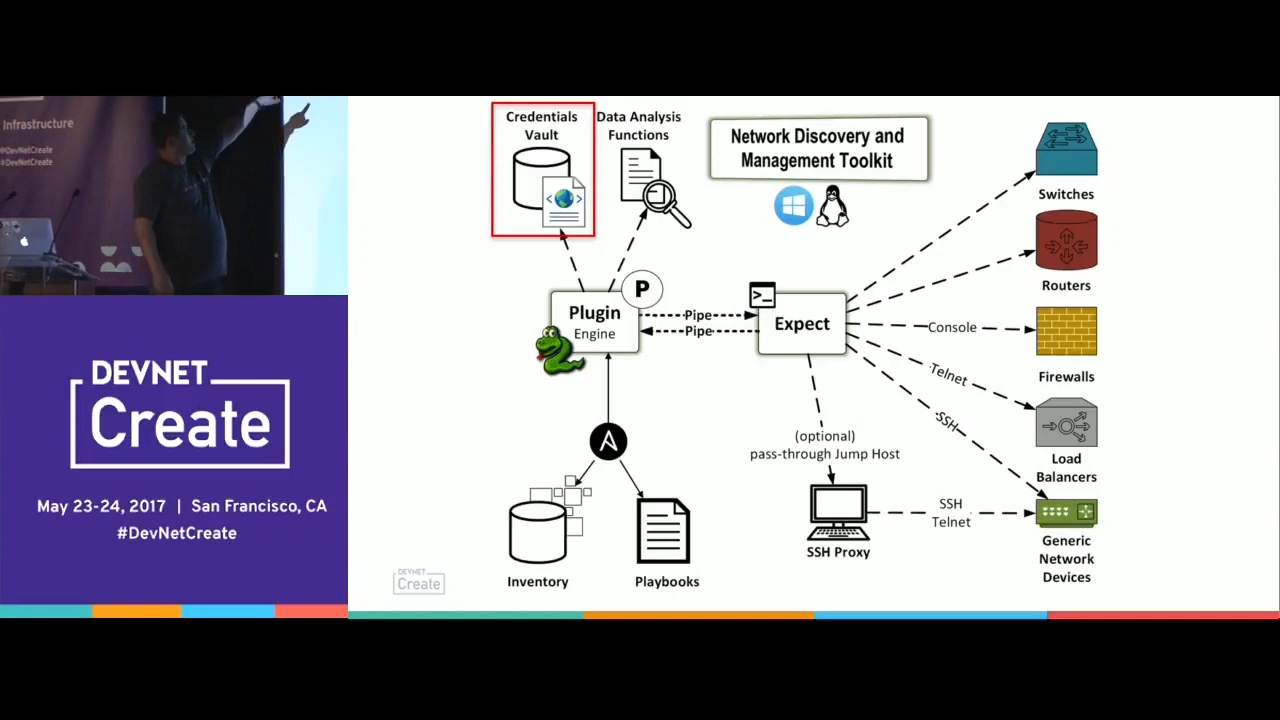 Infrastructure
#DevNetCreate
#DevNetCreate
DEVNET
Create
May 23-24, 2017 | San Francisco, CA
#DevNetCreate
Credentials
Vault
Data Analysis
Functions
Network Discovery and
Management Toolkit
Switches
Routers
Firewalls
Load
Balancers
Generic
Network
Devices
P
Plugin
Engine
Pipe
Pipe
>_
Expect
Console
Telnet
SSH
(optional)
pass-through Jump Host
SSH
Telnet
SSH Proxy
A
Inventory
Playbooks
DEVNET
Create